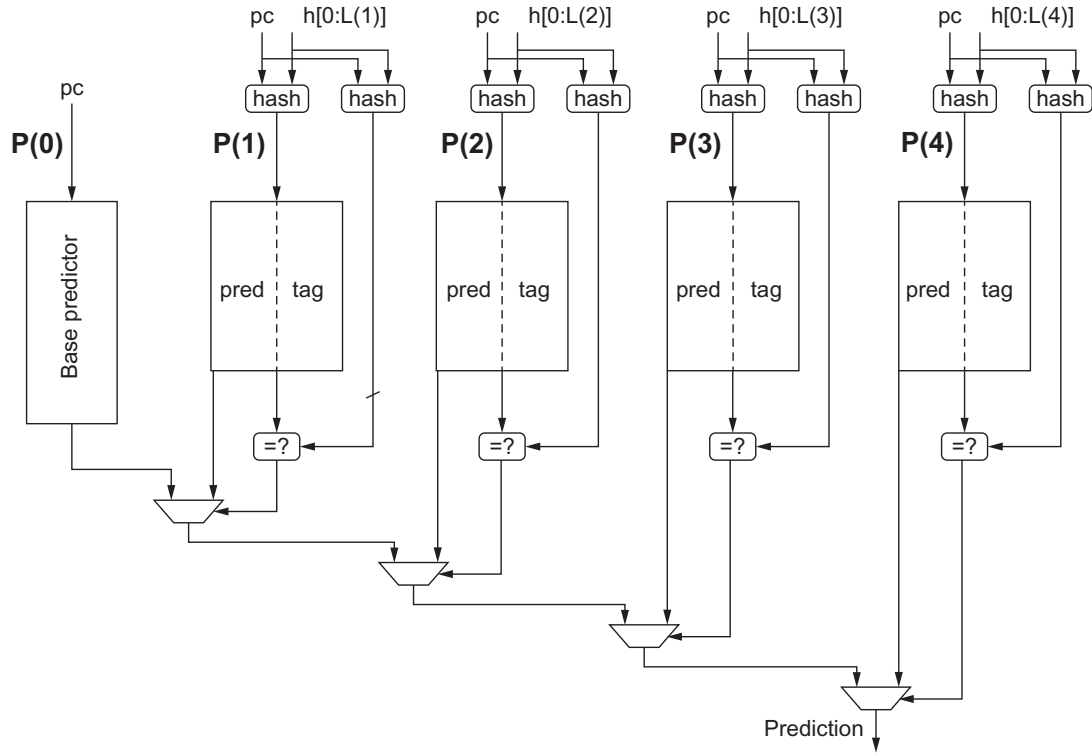 pc h[0:L(1)] pc h[0:L(2)] pc h[0:L(3)] pc h[0:L(4)]
pc hash hash hash hash hash hash hash hash
P(0) P(1) P(2) P(3) P(4)
Base predictor
pred tag pred tag pred tag pred tag
=? =? =? =?
Prediction